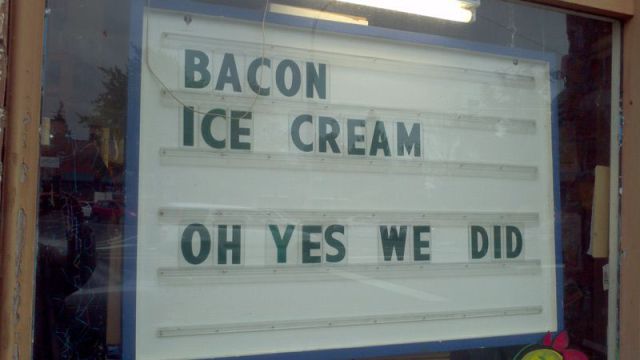 BACON
ICE CREAM
OH YES WE DID